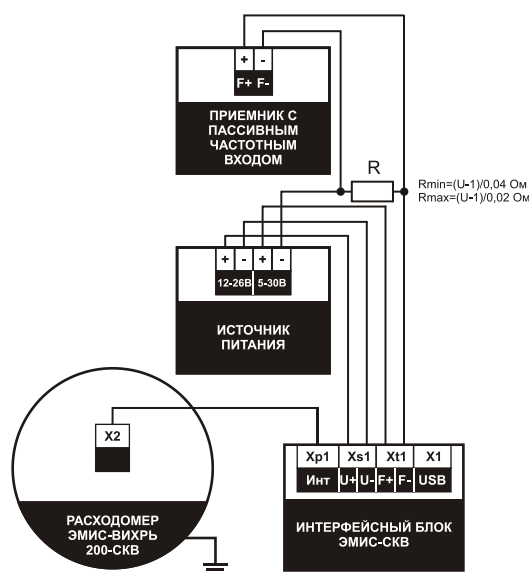 + -
F+ F-
ПРИЕМНИК С
ПАССИВНЫМ
ЧАСТОТНЫМ
ВХОДОМ
R
Rmin=(U-1)/0,04 Ом
Rmax=(U-1)/0,02 Ом
+ - + -
12-26В 5-30В
ИСТОЧНИК
ПИТАНИЯ
X2
РАСХОДОМЕР
ЭМИС-ВИХРЬ
200-СКВ
Xp1 Xs1 Xt1 X1
Инт U+ U- F+ F- USB
ИНТЕРФЕЙСНЫЙ БЛОК
ЭМИС-СКВ